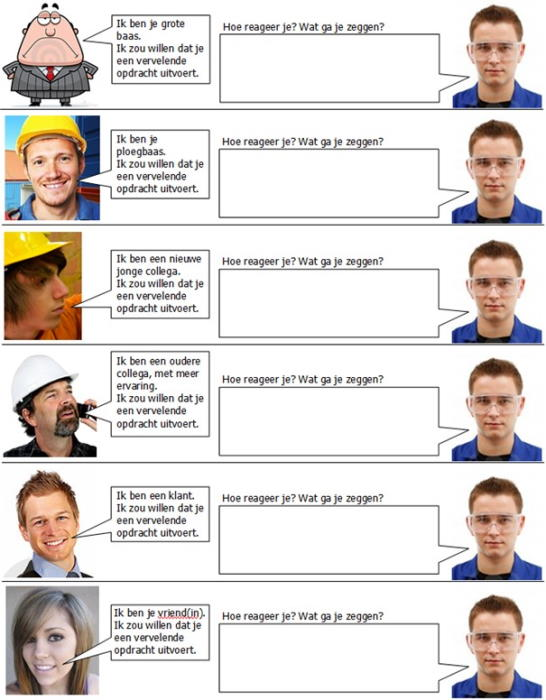 Ik ben je grote
baas.
Ik zou willen dat je
een vervelende
opdracht uitvoert.
Hoe reageer je? Wat ga je zeggen?
Ik ben je
ploegbaas.
Ik zou willen dat je
een vervelende
opdracht uitvoert.
Hoe reageer je? Wat ga je zeggen?
Ik ben een nieuwe
jonge collega.
Ik zou willen dat je
een vervelende
opdracht uitvoert.
Hoe reageer je? Wat ga je zeggen?
Ik ben een oudere
collega, met meer
ervaring.
Ik zou willen dat je
een vervelende
opdracht uitvoert.
Hoe reageer je? Wat ga je zeggen?
Ik ben een klant.
Ik zou willen dat je
een vervelende
opdracht uitvoert.
Hoe reageer je? Wat ga je zeggen?
Ik ben je vriend(in).
Ik zou willen dat je
een vervelende
opdracht uitvoert.
Hoe reageer je? Wat ga je zeggen?